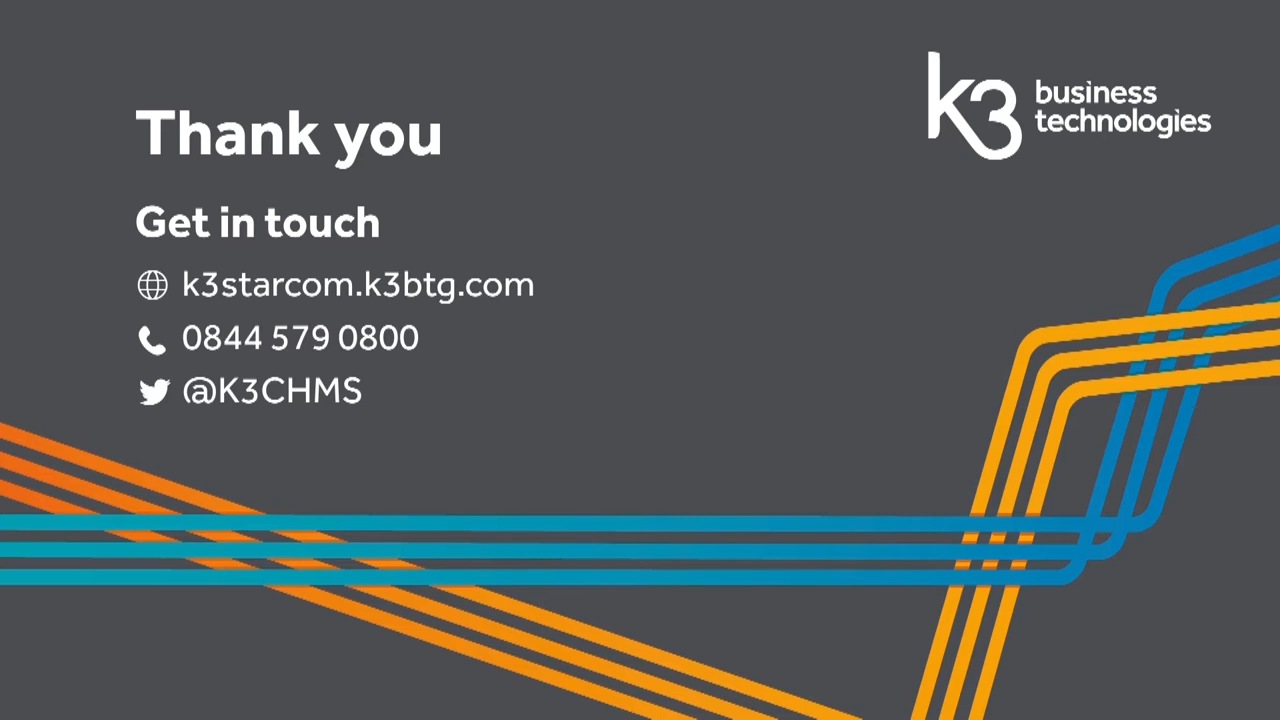 k3 business
technologies
Thank you
Get in touch
k3starcom.k3btg.com
0844 579 0800
@K3CHMS